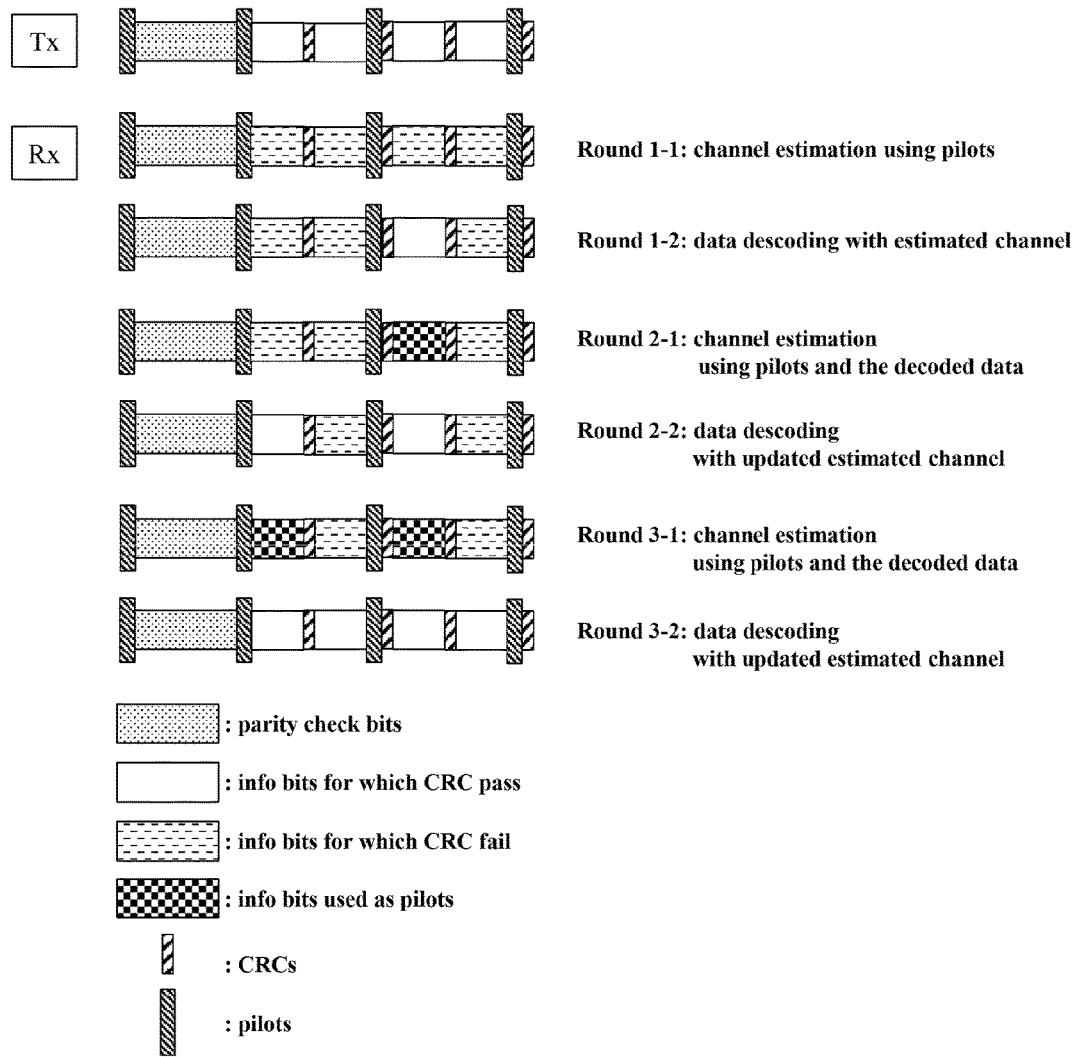 Tx
Rx
Round 1-1: channel estimation using pilots
Round 1-2: data descoding with estimated channel
Round 2-1: channel estimation
using pilots and the decoded data
Round 2-2: data descoding
with updated estimated channel
Round 3-1: channel estimation
using pilots and the decoded data
Round 3-2: data descoding
with updated estimated channel
: parity check bits
: info bits for which CRC pass
: info bits for which CRC fail
: info bits used as pilots
: CRCs
: pilots